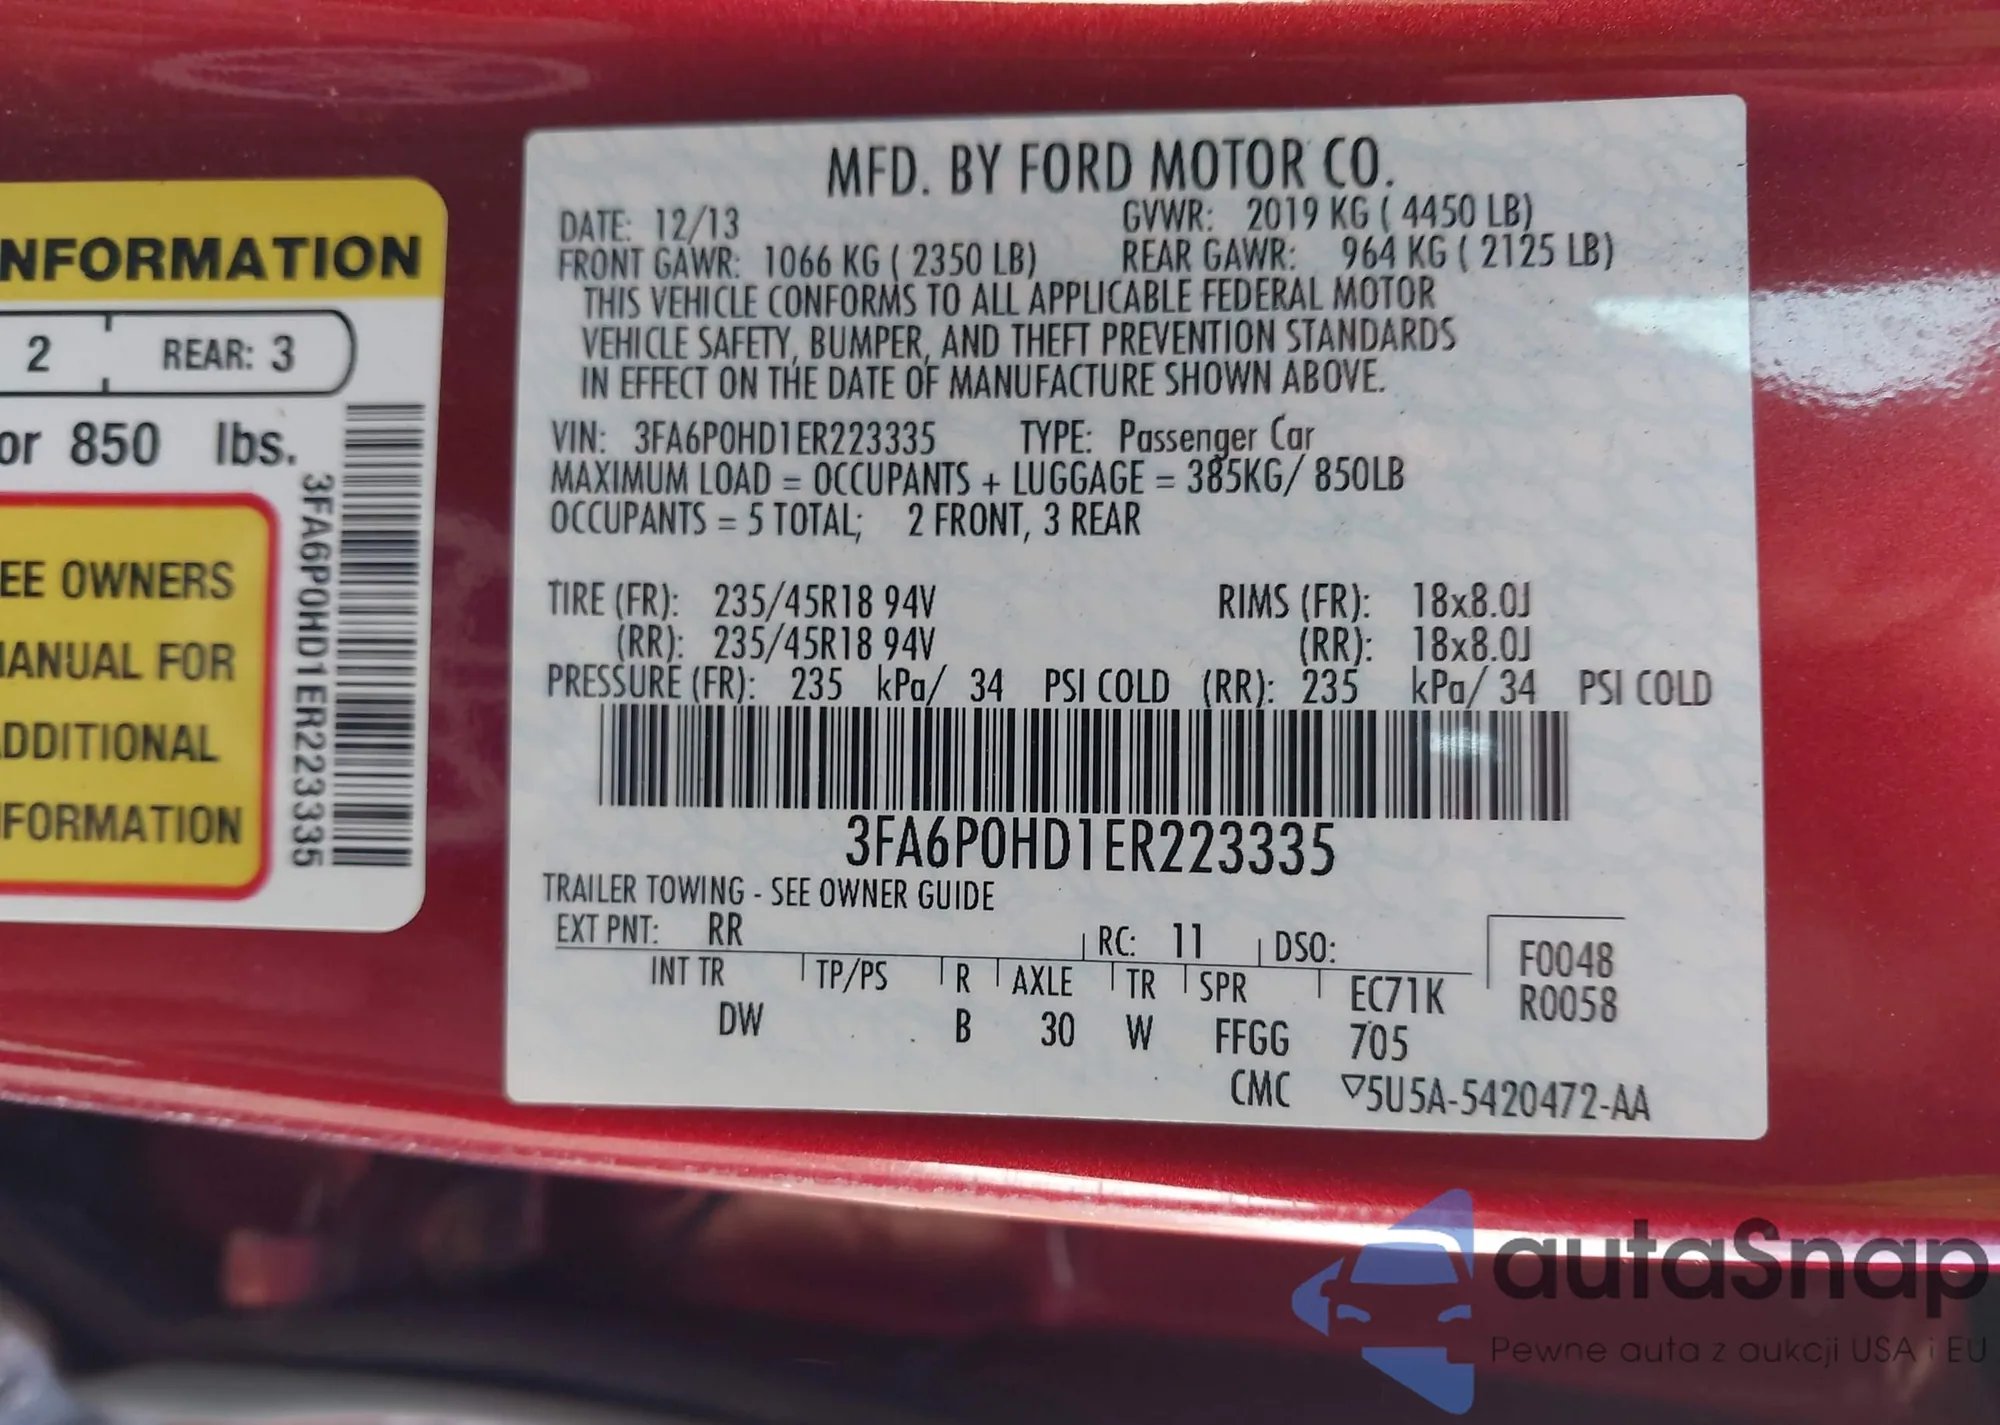 NFORMATION
2 REAR: 3
or 850 lbs.
EE OWNERS
ANUAL FOR
DDITIONAL
FORMATION
3FA6P0HD1ER223335
MFD. BY FORD MOTOR CO.
DATE: 12/13 GVWR: 2019 KG ( 4450 LB)
FRONT GAWR: 1066 KG ( 2350 LB) REAR GAWR: 964 KG ( 2125 LB)
THIS VEHICLE CONFORMS TO ALL APPLICABLE FEDERAL MOTOR
VEHICLE SAFETY, BUMPER, AND THEFT PREVENTION STANDARDS
IN EFFECT ON THE DATE OF MANUFACTURE SHOWN ABOVE.
VIN: 3FA6P0HD1ER223335 TYPE: Passenger Car
MAXIMUM LOAD = OCCUPANTS + LUGGAGE = 385KG/ 850LB
OCCUPANTS = 5 TOTAL; 2 FRONT, 3 REAR
TIRE (FR): 235/45R18 94V RIMS (FR): 18x8.0J
(RR): 235/45R18 94V (RR): 18x8.0J
PRESSURE (FR): 235 kPa/ 34 PSI COLD (RR): 235 kPa/ 34 PSI COLD
3FA6P0HD1ER223335
TRAILER TOWING - SEE OWNER GUIDE
EXT PNT: RR RC: 11 DSO: F0048
INT TR TP/PS R AXLE TR SPR EC71K R0058
DW B 30 W FFGG 705
CMC ▽5U5A-5420472-AA
autaSnap
Pewne auta z aukcji USA i EU